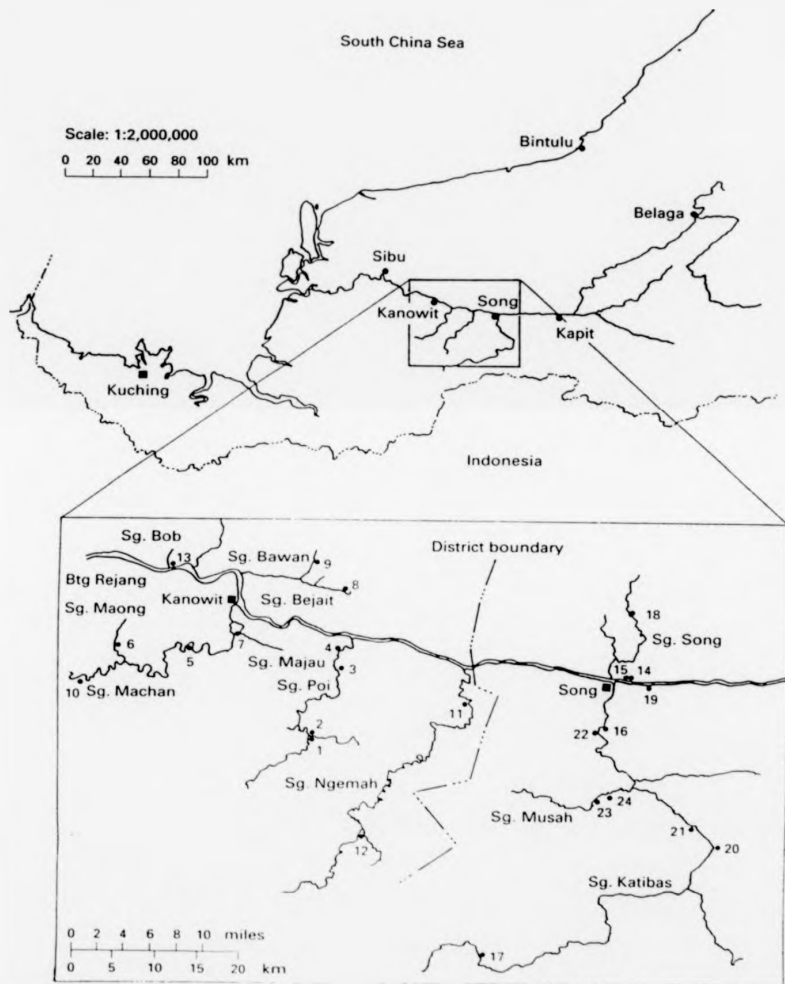 South China Sea
Scale: 1:2,000,000
0 20 40 60 80 100 km
Bintulu
Belaga
Sibu
Kanowit
Song
Kapit
Kuching
Indonesia
Sg. Bob
13
Sg. Bawan
9
District boundary
Btg Rejang
8
Kanowit
Sg. Bejait
Sg. Maong
18
6
5
7
4
Sg. Song
Sg. Majau
3
15 14
10
Sg. Machan
Sg. Poi
Song
19
11
2
1
22
16
Sg. Ngemah
24
23
Sg. Musah
21
12
20
Sg. Katibas
0 2 4 6 8 10 miles
0 5 10 15 20
km
17